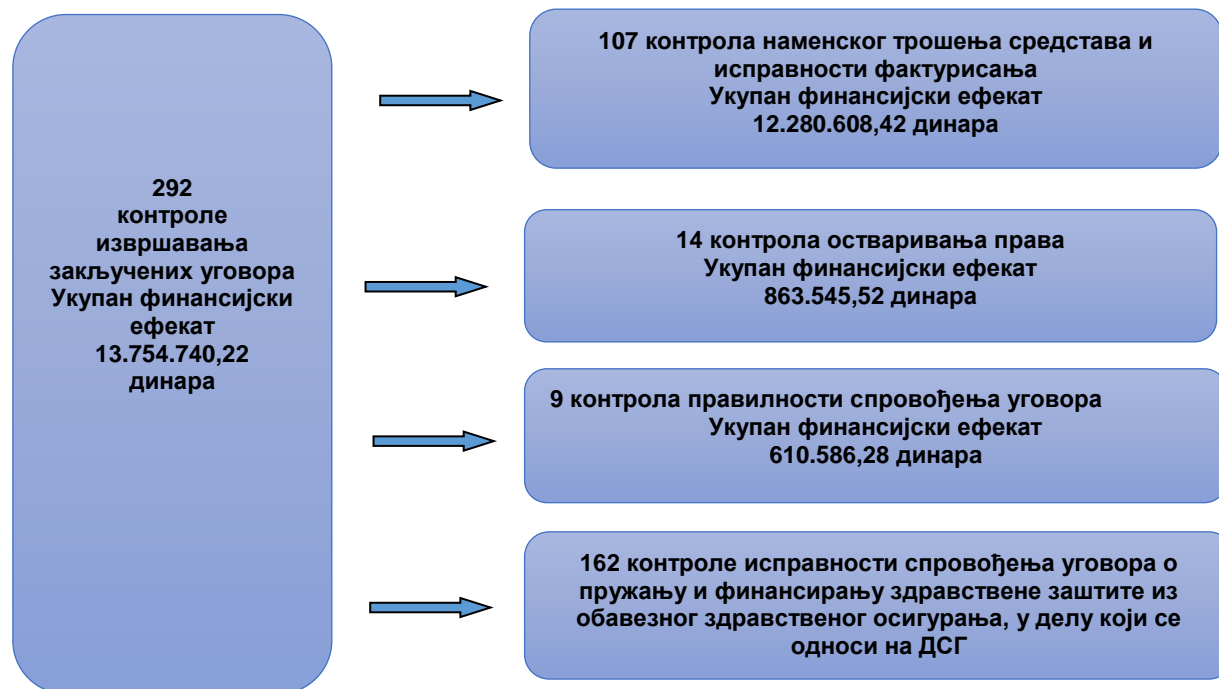 292
контроле
извршавања
закључених уговора
Укупан финансијски
ефекат
13.754.740,22
динара
107 контрола наменског трошења средстава и
исправности фактурисања
Укупан финансијски ефекат
12.280.608,42 динара
14 контрола остваривања права
Укупан финансијски ефекат
863.545,52 динара
9 контрола правилности спровођења уговора
Укупан финансијски ефекат
610.586,28 динара
162 контроле исправности спровођења уговора о
пружању и финансирању здравствене заштите из
обавезног здравственог осигурања, у делу који се
односи на ДСГ